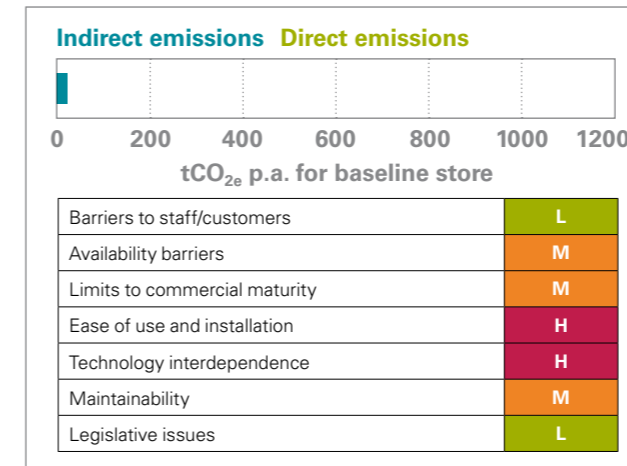 Indirect emissions Direct emissions
0 200 400 600 800 1000 1200
tCO2e p.a. for baseline store
Barriers to staff/customers L
Availability barriers M
Limits to commercial maturity M
Ease of use and installation H
Technology interdependence H
Maintainability M
Legislative issues L